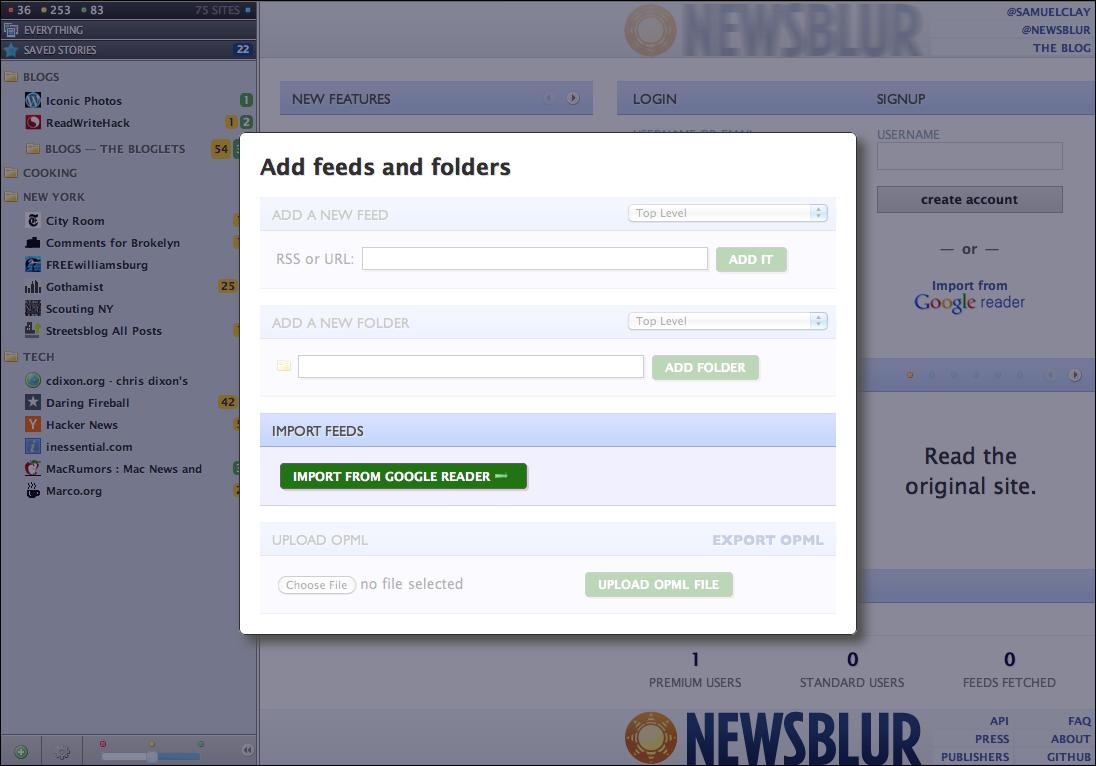 36 253 83 75 SITES
EVERYTHING
SAVED STORIES 22
BLOGS
Iconic Photos 1
ReadWriteHack 1 2
BLOGS — THE BLOGLETS 54
COOKING
NEW YORK
City Room
Comments for Brokelyn
FREEwilliamsburg
Gothamist 25
Scouting NY
Streetsblog All Posts
TECH
cdixon.org - chris dixon's
Daring Fireball 42
Hacker News
inessential.com
MacRumors : Mac News and
Marco.org
NEWSBLUR
@SAMUELCLAY
@NEWSBLUR
THE BLOG
NEW FEATURES
LOGIN
SIGNUP
USERNAME OR EMAIL
USERNAME
create account
— or —
Import from
Google reader
Add feeds and folders
ADD A NEW FEED Top Level
RSS or URL: ADD IT
ADD A NEW FOLDER Top Level
ADD FOLDER
IMPORT FEEDS
IMPORT FROM GOOGLE READER
UPLOAD OPML EXPORT OPML
Choose File no file selected UPLOAD OPML FILE
Read the
original site.
1 0 0
PREMIUM USERS STANDARD USERS FEEDS FETCHED
NEWSBLUR
API FAQ
PRESS ABOUT
PUBLISHERS GITHUB